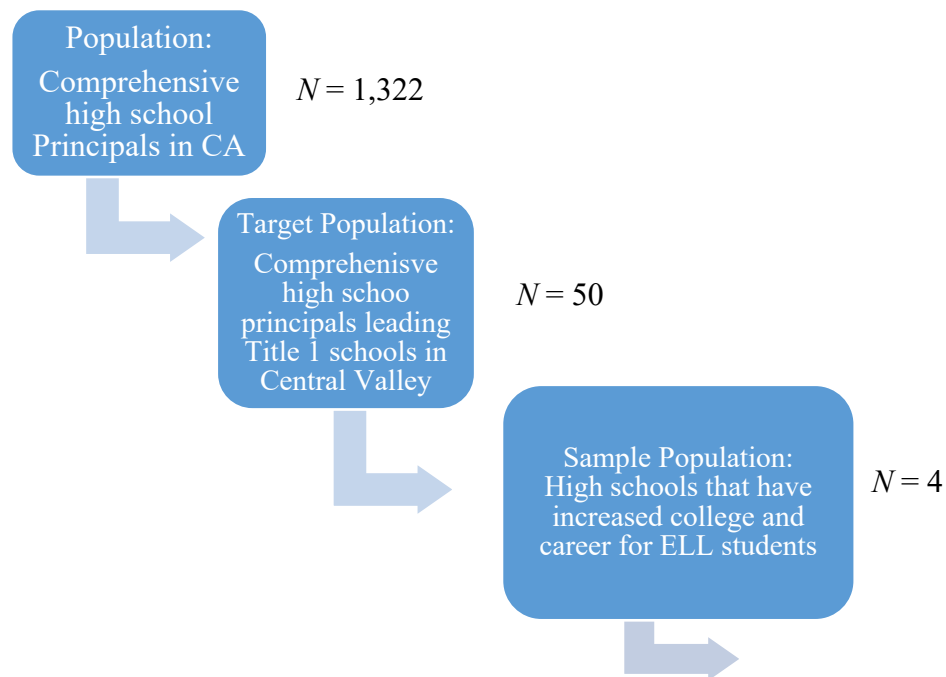 Population:
Comprehensive
high school
Principals in CA
N = 1,322
Target Population:
Comprehenisve
high schoo
principals leading
Title 1 schools in
Central Valley
N = 50
Sample Population:
High schools that have
increased college and
career for ELL students
N = 4